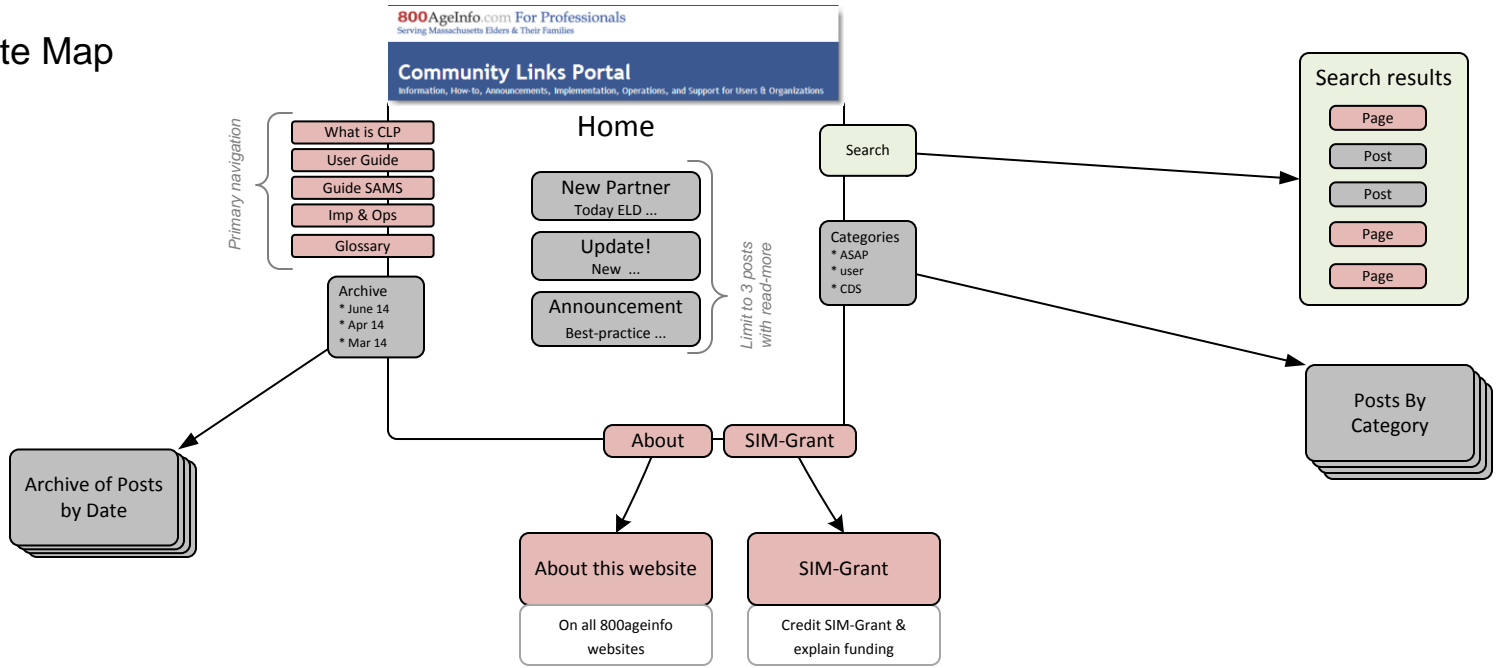 te Map
800AgeInfo.com For Professionals
Serving Massachusetts Elders & Their Families
Community Links Portal
Information, How-to, Announcements, Implementation, Operations, and Support for Users & Organizations
Home
Primary navigation
What is CLP
User Guide
Guide SAMS
Imp & Ops
Glossary
Archive
* June 14
* Apr 14
* Mar 14
New Partner
Today ELD ...
Update!
New ...
Announcement
Best-practice ...
Limit to 3 posts
with read-more
Search
Categories
* ASAP
* user
* CDS
Search results
Page
Post
Post
Page
Page
Posts By
Category
Archive of Posts
by Date
About
SIM-Grant
About this website
On all 800ageinfo
websites
SIM-Grant
Credit SIM-Grant &
explain funding